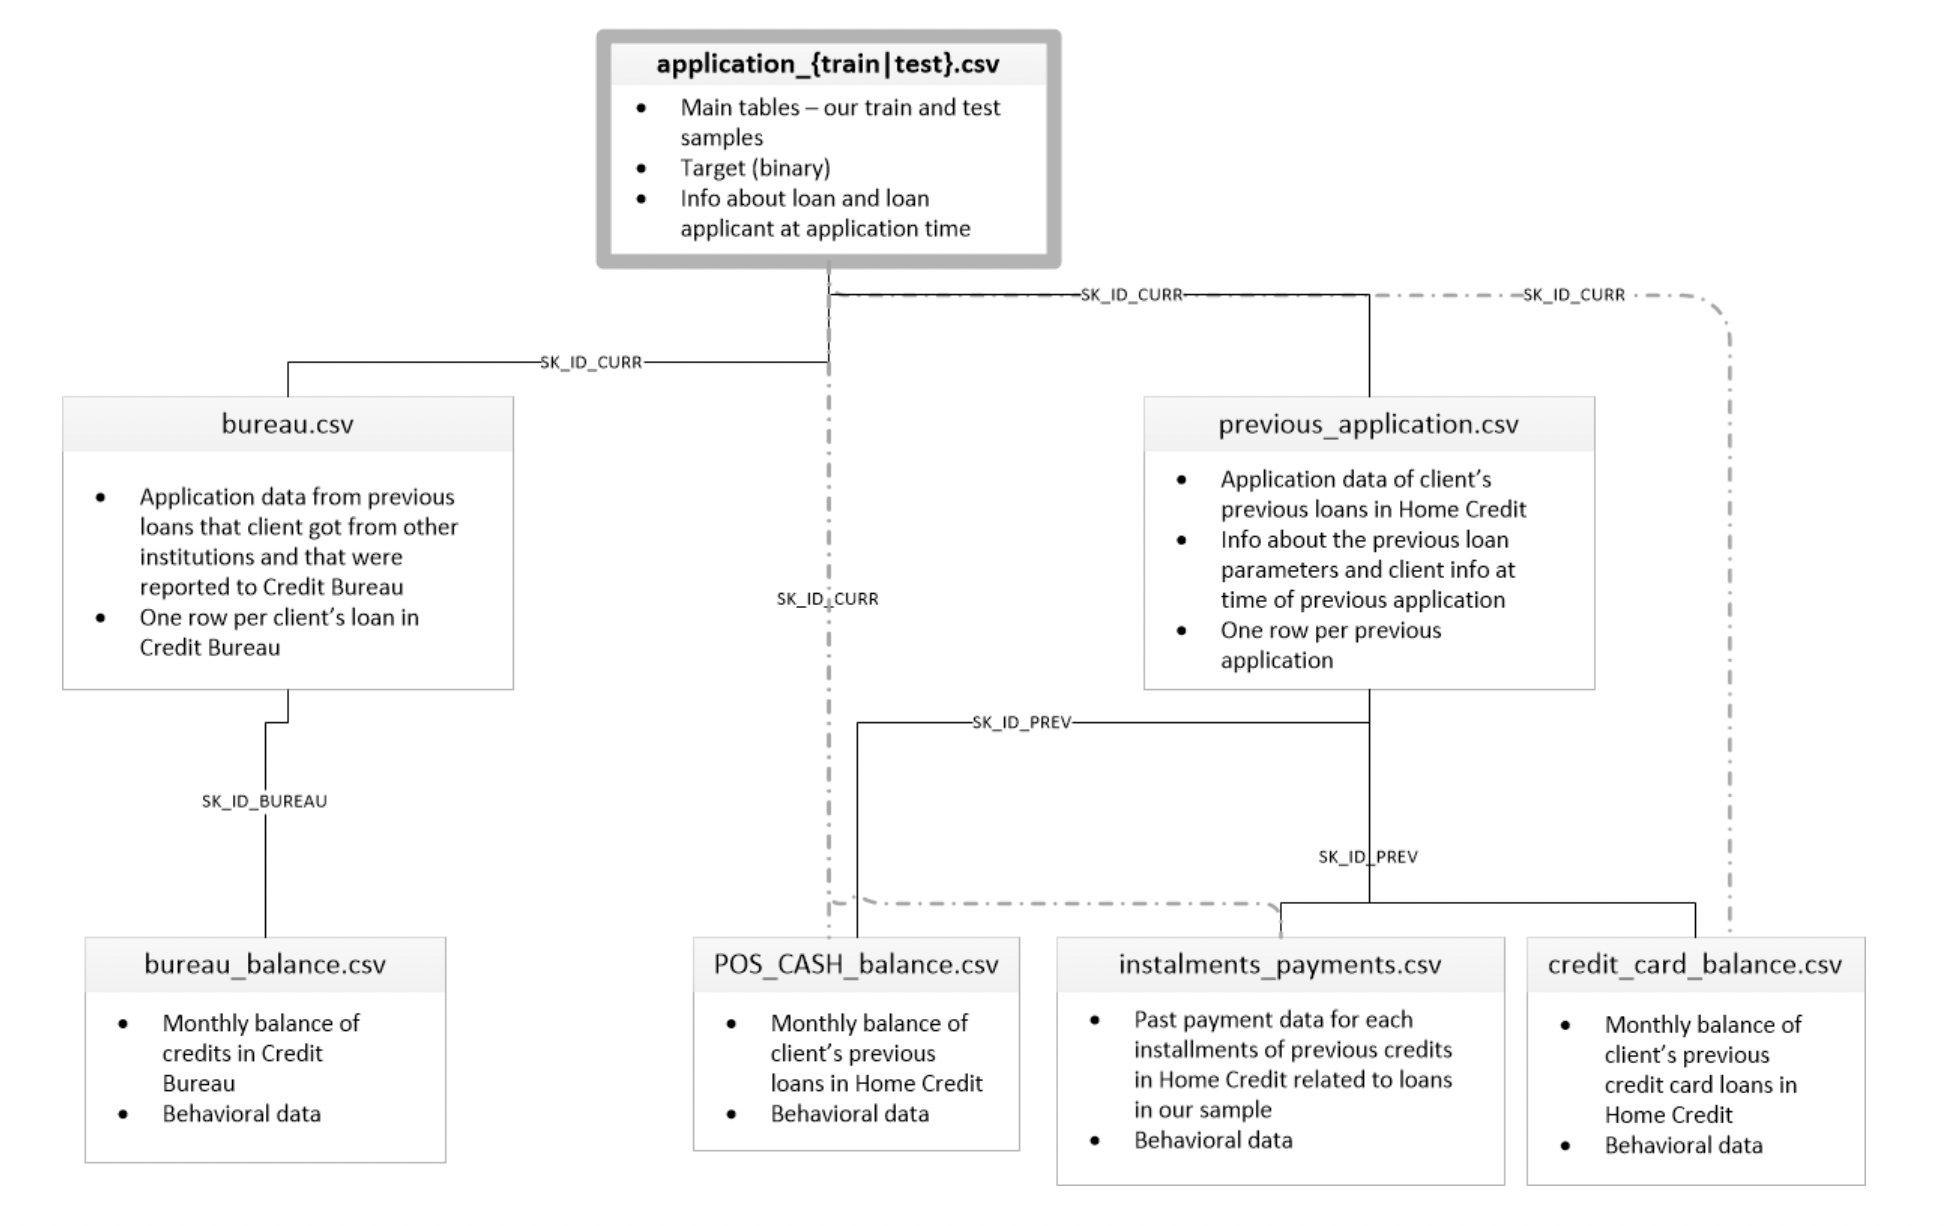 application_{train|test}.csv
• Main tables – our train and test
samples
• Target (binary)
• Info about loan and loan
applicant at application time
SK_ID_CURR
SK_ID_CURR
SK_ID_CURR
bureau.csv
• Application data from previous
loans that client got from other
institutions and that were
reported to Credit Bureau
• One row per client’s loan in
Credit Bureau
previous_application.csv
• Application data of client’s
previous loans in Home Credit
• Info about the previous loan
parameters and client info at
time of previous application
• One row per previous
application
SK_ID_CURR
SK_ID_PREV
SK_ID_BUREAU
SK_ID_PREV
bureau_balance.csv
• Monthly balance of
credits in Credit
Bureau
• Behavioral data
POS_CASH_balance.csv
• Monthly balance of
client’s previous
loans in Home Credit
• Behavioral data
instalments_payments.csv
• Past payment data for each
installments of previous credits
in Home Credit related to loans
in our sample
• Behavioral data
credit_card_balance.csv
• Monthly balance of
client’s previous
credit card loans in
Home Credit
• Behavioral data